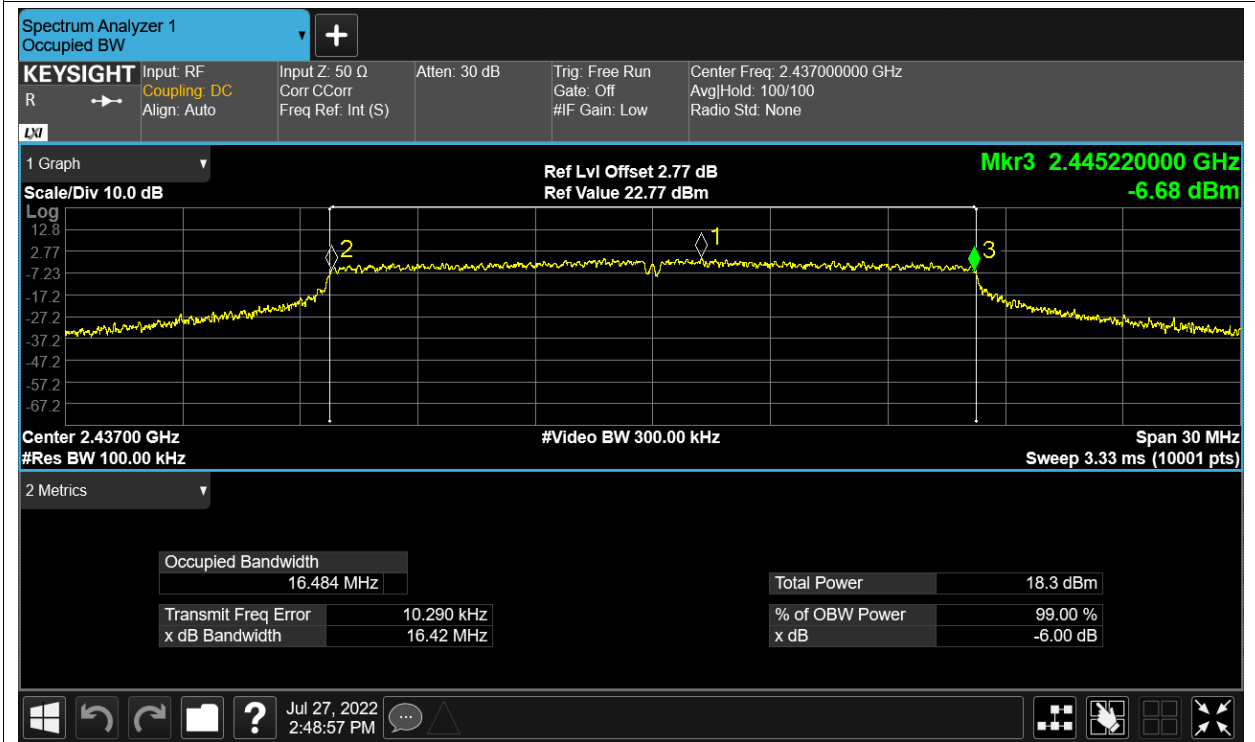 Spectrum Analyzer 1
Occupied BW
KEYSIGHT
R
LXI
Input: RF
Coupling: DC
Align: Auto
Input Z: 50 Ω
Corr CCorr
Freq Ref: Int (S)
Atten: 30 dB
Trig: Free Run
Gate: Off
#IF Gain: Low
Center Freq: 2.437000000 GHz
Avg|Hold: 100/100
Radio Std: None
1 Graph
Scale/Div 10.0 dB
Ref Lvl Offset 2.77 dB
Ref Value 22.77 dBm
Mkr3 2.445220000 GHz
-6.68 dBm
Log
12.8
2.77
-7.23
-17.2
-27.2
-37.2
-47.2
-57.2
-67.2
2
1
3
Center 2.43700 GHz
#Res BW 100.00 kHz
#Video BW 300.00 kHz
Span 30 MHz
Sweep 3.33 ms (10001 pts)
2 Metrics
Occupied Bandwidth
16.484 MHz
Transmit Freq Error 10.290 kHz
x dB Bandwidth 16.42 MHz
Total Power 18.3 dBm
% of OBW Power 99.00 %
x dB -6.00 dB
?
Jul 27, 2022
2:48:57 PM